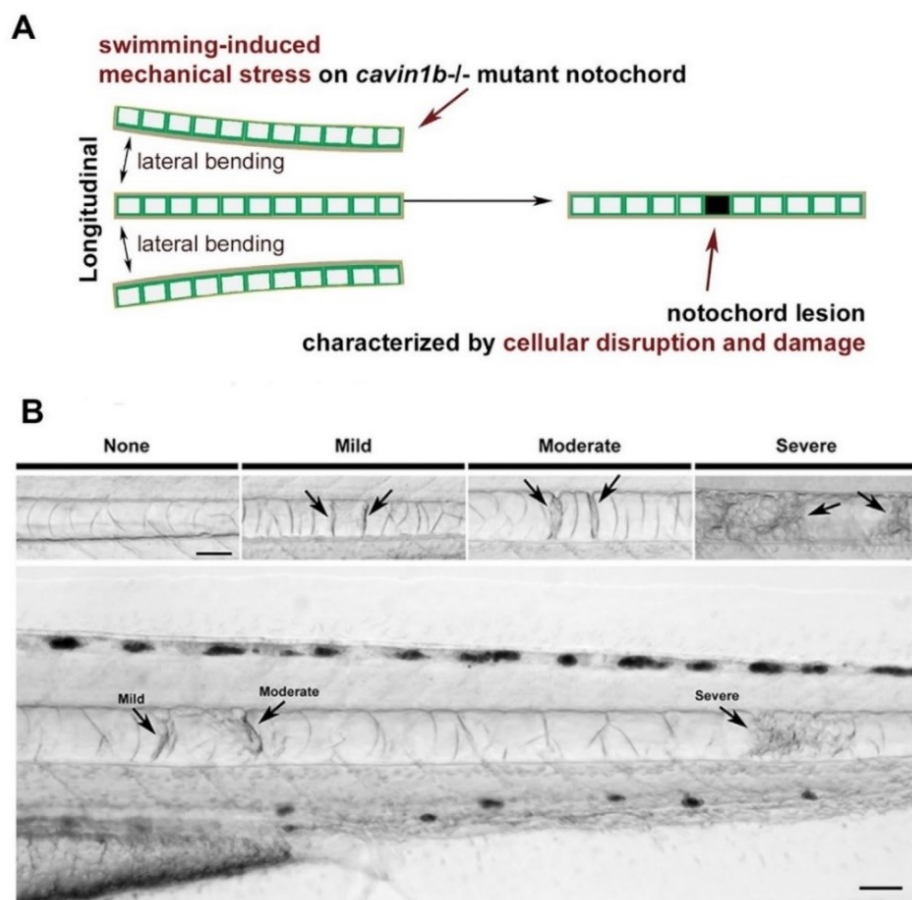 A
swimming-induced
mechanical stress on cavin1b-/- mutant notochord
Longitudinal
lateral bending
lateral bending
notochord lesion
characterized by cellular disruption and damage
B
None Mild Moderate Severe
Mild
Moderate
Severe